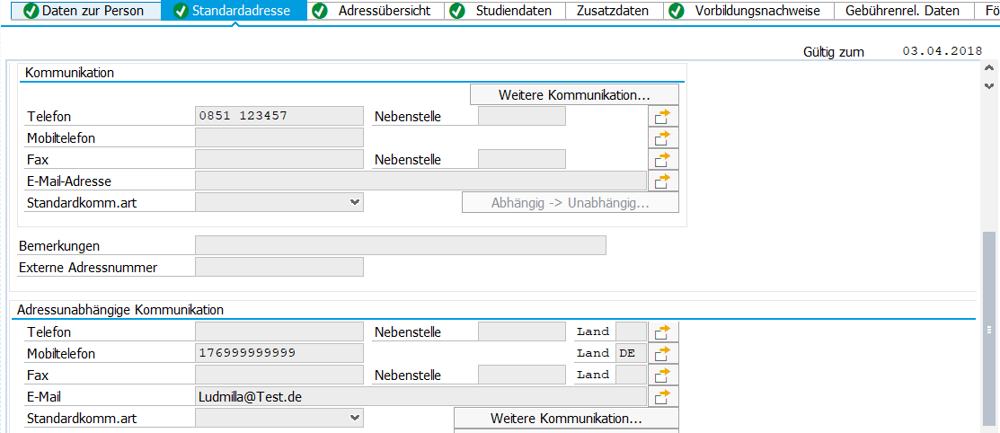 Daten zur Person Standardadresse Adressübersicht Studiendaten Zusatzdaten Vorbildungsnachweise Gebührenrel. Daten Fö
Gültig zum 03.04.2018
Kommunikation
Weitere Kommunikation...
Telefon 0851 123457 Nebenstelle
Mobiltelefon
Fax Nebenstelle
E-Mail-Adresse
Standardkomm.art Abhängig -> Unabhängig...
Bemerkungen
Externe Adressnummer
Adressunabhängige Kommunikation
Telefon Nebenstelle Land
Mobiltelefon 176999999999 Land DE
Fax Nebenstelle Land
E-Mail Ludmilla@Test.de
Standardkomm.art Weitere Kommunikation...